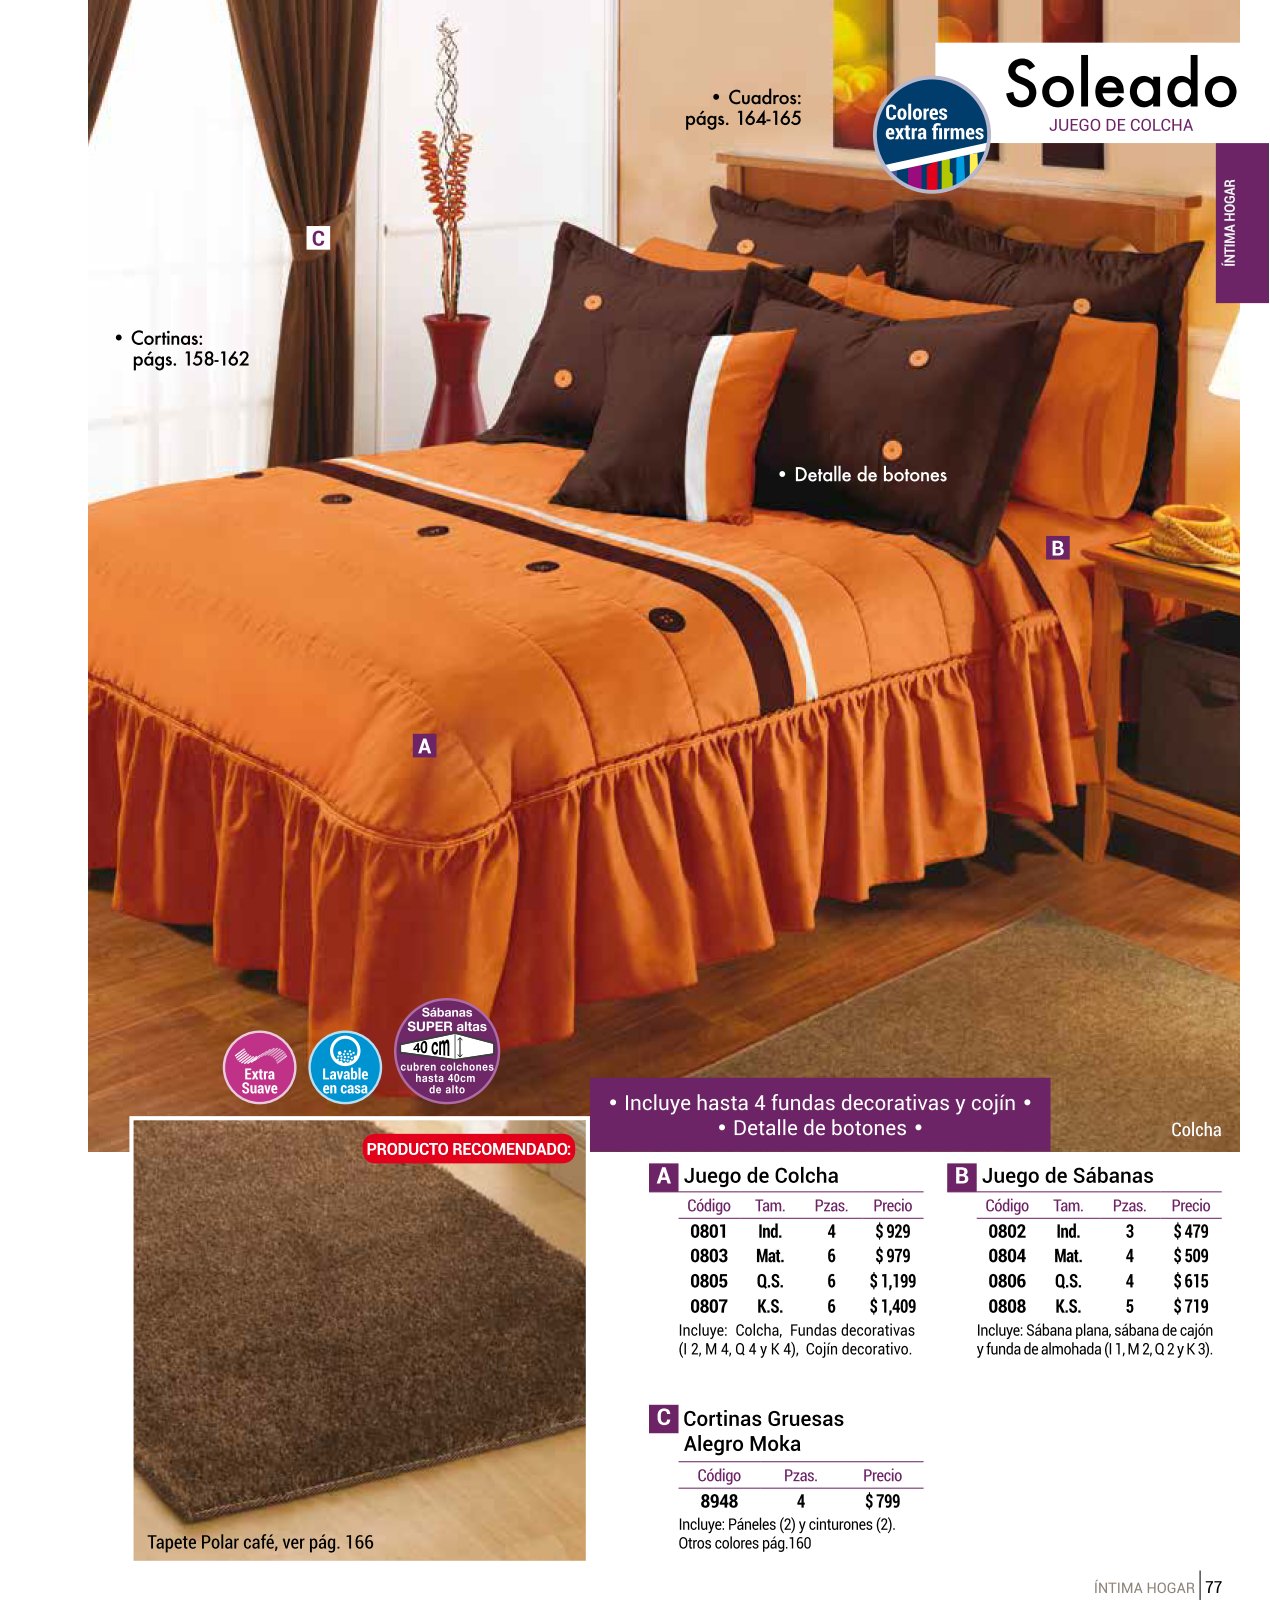 Soleado
JUEGO DE COLCHA
• Cuadros:
págs. 164-165
Colores
extra firmes
ÍNTIMA HOGAR
C
• Cortinas:
págs. 158-162
• Detalle de botones
B
A
Sábanas
SUPER altas
40 cm
cubren colchones
hasta 40cm
de alto
Extra
Suave
Lavable
en casa
• Incluye hasta 4 fundas decorativas y cojín •
• Detalle de botones •
Colcha
PRODUCTO RECOMENDADO:
Tapete Polar café, ver pág. 166
A Juego de Colcha
Código Tam. Pzas. Precio
0801 Ind. 4 $ 929
0803 Mat. 6 $ 979
0805 Q.S. 6 $ 1,199
0807 K.S. 6 $ 1,409
Incluye: Colcha, Fundas decorativas
(I 2, M 4, Q 4 y K 4), Cojín decorativo.
B Juego de Sábanas
Código Tam. Pzas. Precio
0802 Ind. 3 $ 479
0804 Mat. 4 $ 509
0806 Q.S. 4 $ 615
0808 K.S. 5 $ 719
Incluye: Sábana plana, sábana de cajón
y funda de almohada (I 1, M 2, Q 2 y K 3).
C Cortinas Gruesas
Alegro Moka
Código Pzas. Precio
8948 4 $ 799
Incluye: Páneles (2) y cinturones (2).
Otros colores pág.160
ÍNTIMA HOGAR 77